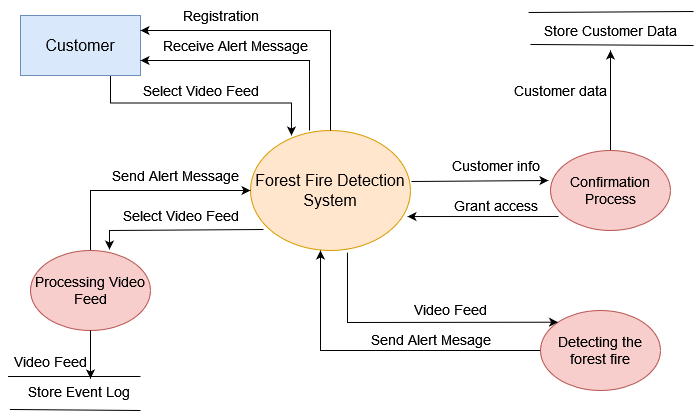 Registration
Store Customer Data
Customer
Receive Alert Message
Select Video Feed
Customer data
Send Alert Message
Forest Fire Detection
System
Customer info
Confirmation
Process
Select Video Feed
Grant access
Processing Video
Feed
Video Feed
Send Alert Mesage
Detecting the
forest fire
Video Feed
Store Event Log